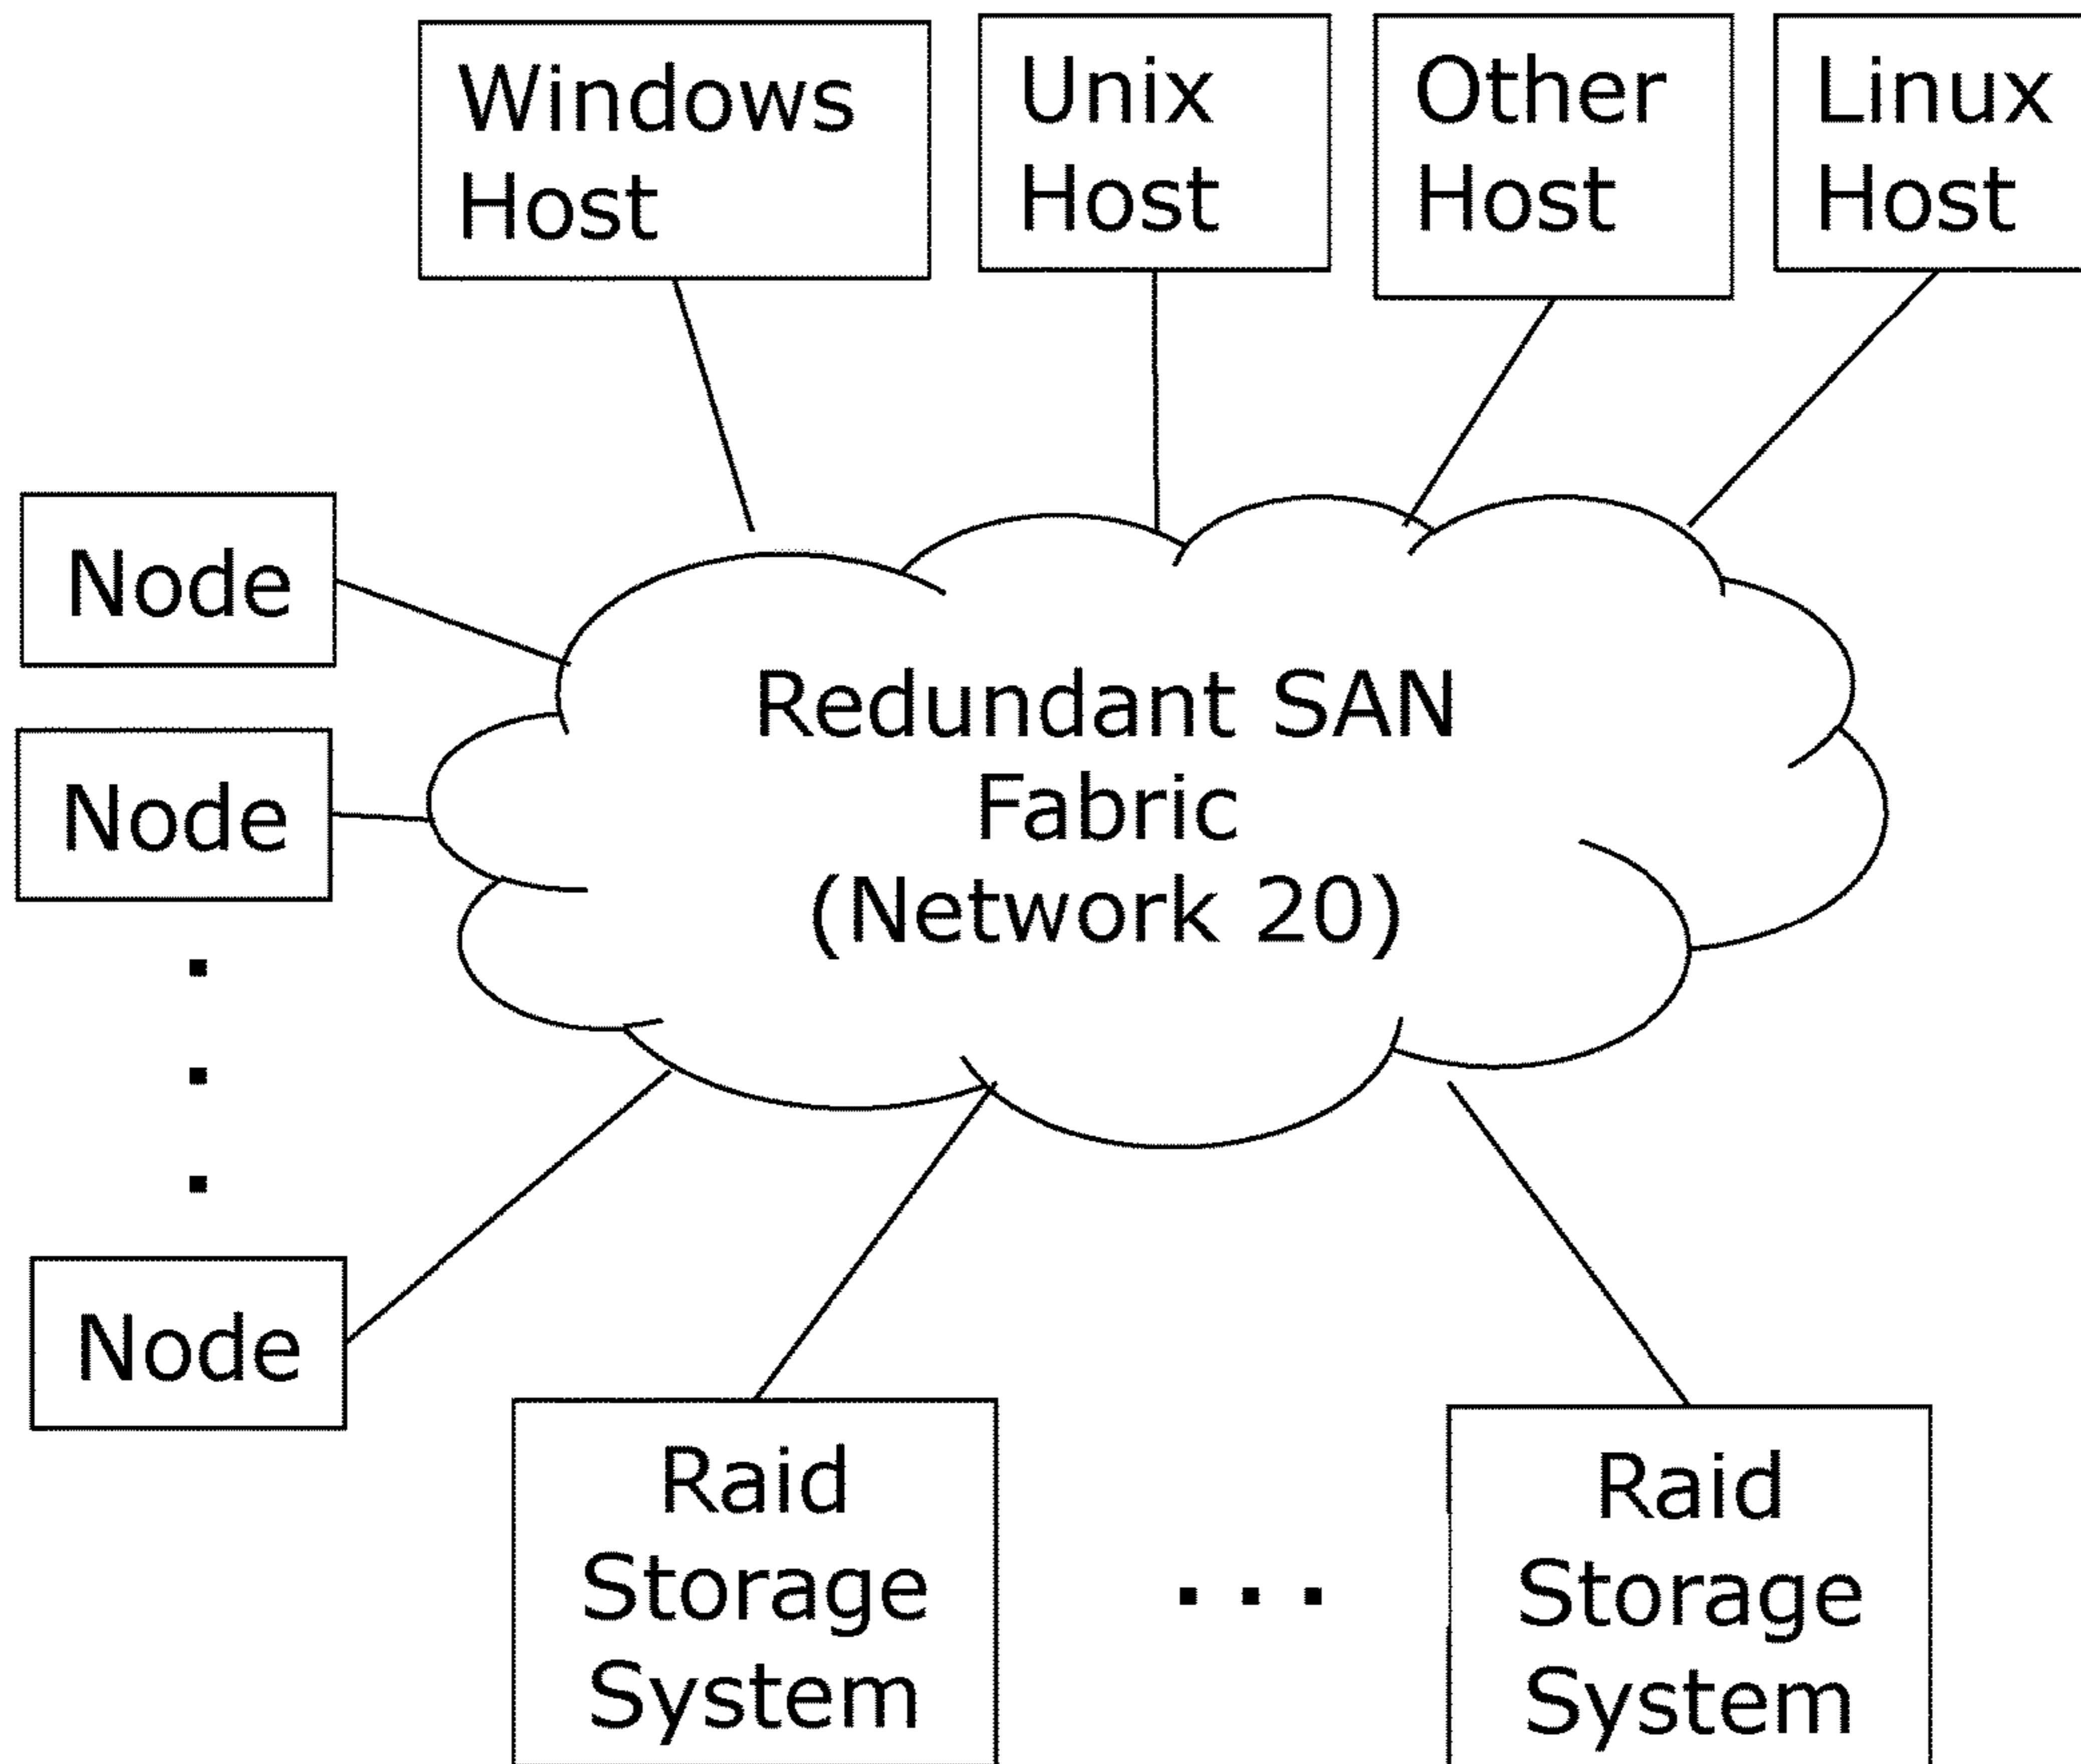 Windows
Host
Unix
Host
Other
Host
Linux
Host
Node
Node
Node
Redundant SAN
Fabric
(Network 20)
Raid
Storage
System
Raid
Storage
System